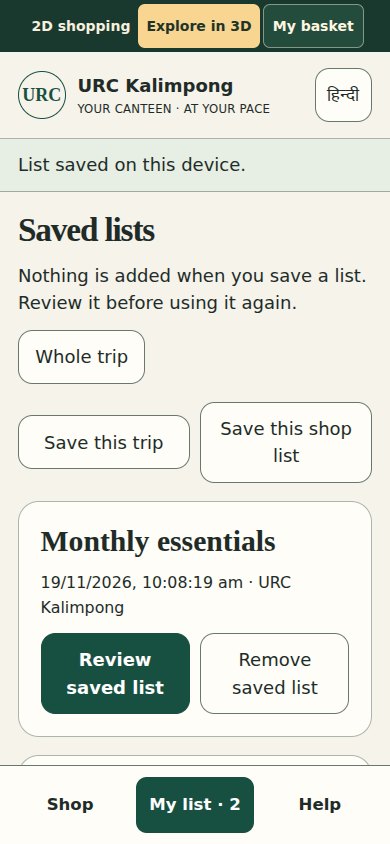 2D shopping Explore in 3D My basket
URC URC Kalimpong
YOUR CANTEEN · AT YOUR PACE
हिन्दी
List saved on this device.
Saved lists
Nothing is added when you save a list.
Review it before using it again.
Whole trip
Save this trip
Save this shop
list
Monthly essentials
19/11/2026, 10:08:19 am · URC
Kalimpong
Review
saved list
Remove
saved list
Shop My list · 2 Help